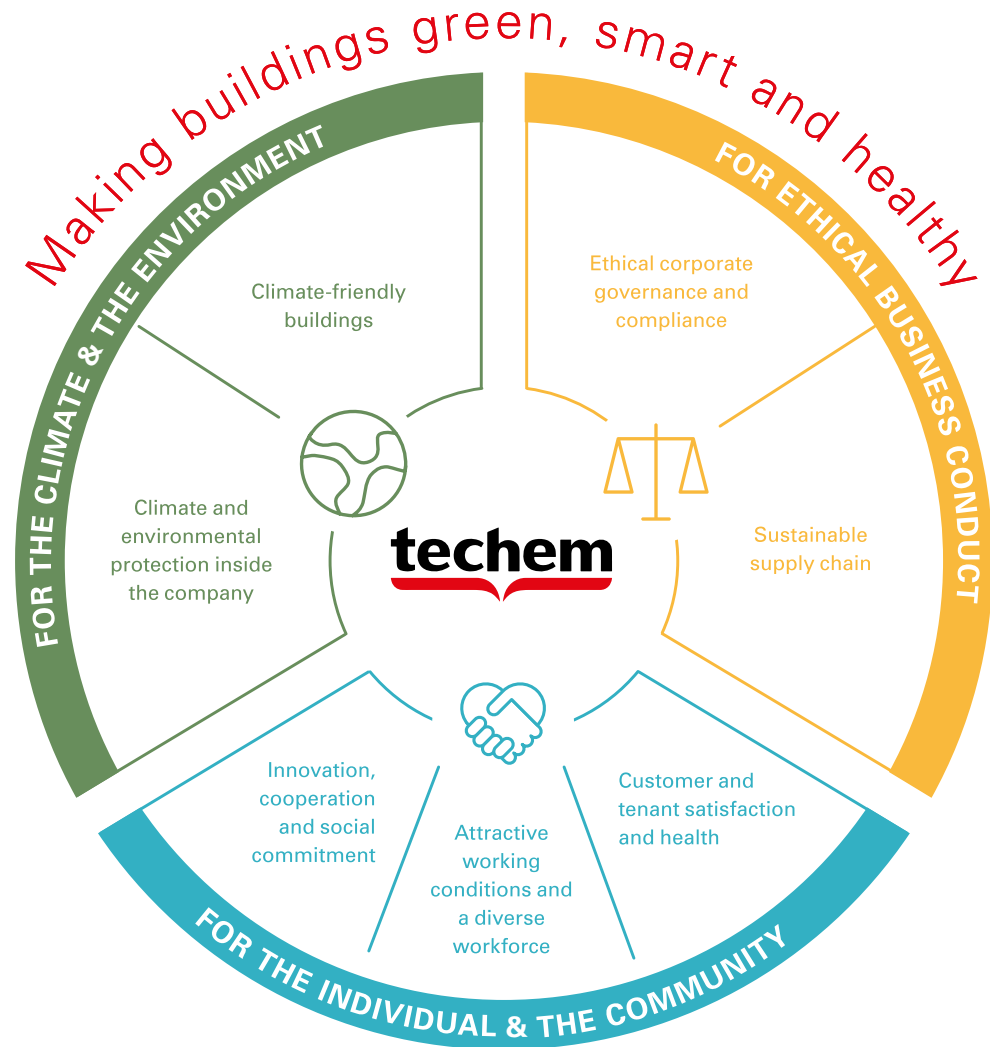 Making buildings green, smart and healthy
FOR THE CLIMATE & THE ENVIRONMENT
Climate-friendly
buildings
Climate and
environmental
protection inside
the company
FOR ETHICAL BUSINESS CONDUCT
Ethical corporate
governance and
compliance
Sustainable
supply chain
techem
Innovation,
cooperation
and social
commitment
Attractive
working
conditions and
a diverse
workforce
Customer and
tenant satisfaction
and health
FOR THE INDIVIDUAL & THE COMMUNITY